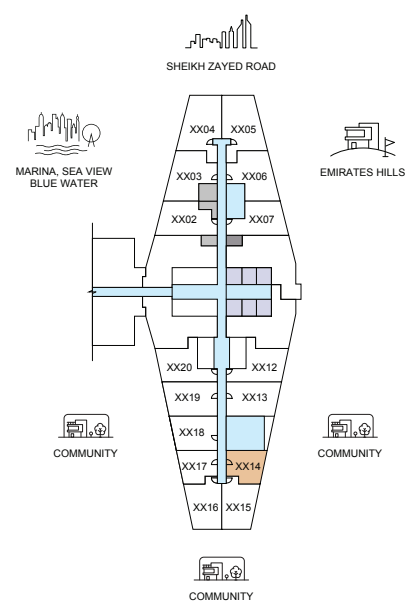 SHEIKH ZAYED ROAD
MARINA, SEA VIEW
BLUE WATER
EMIRATES HILLS
XX04 XX05
XX03 XX06
XX02 XX07
XX20 XX12
XX19 XX13
XX18
XX17 XX14
XX16 XX15
COMMUNITY
COMMUNITY
COMMUNITY